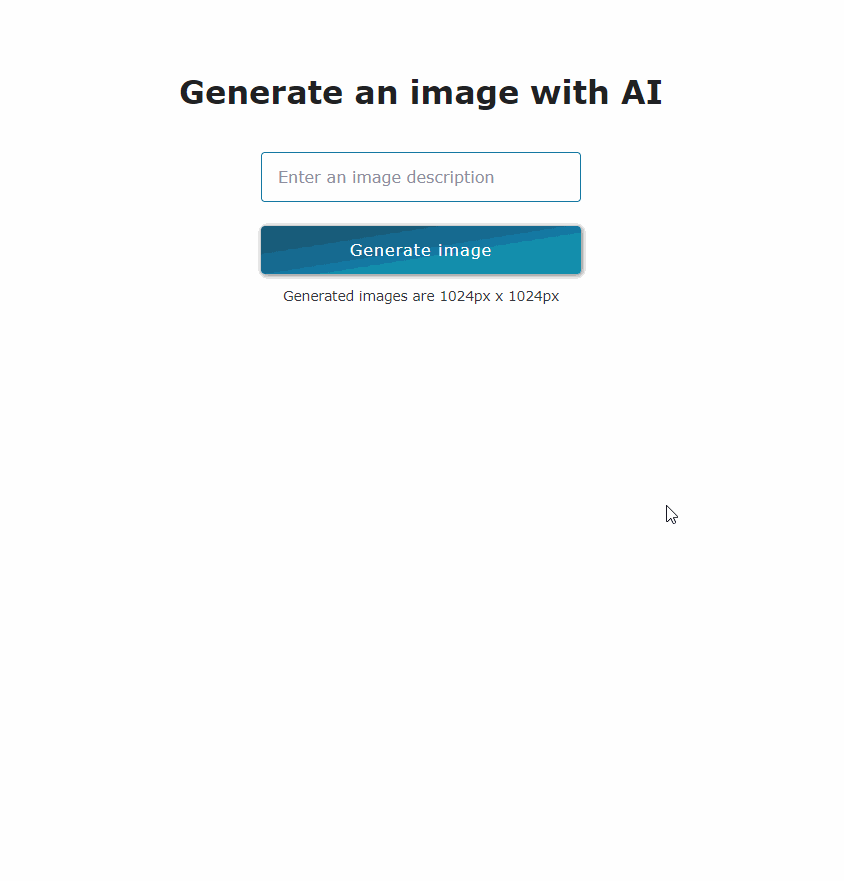 Generate an image with AI
Enter an image description
Generate image
Generated images are 1024px x 1024px